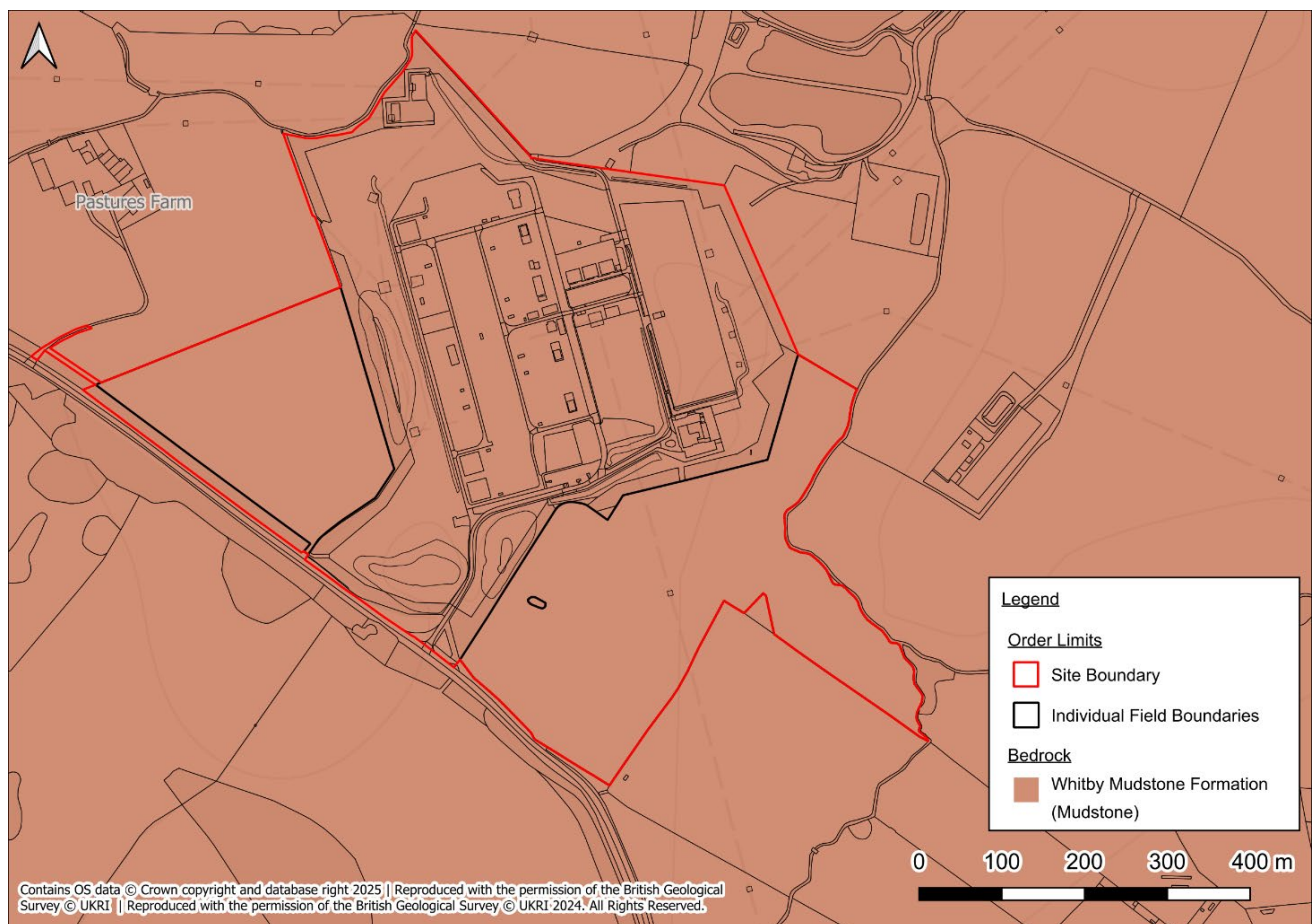 Pastures Farm
Legend
Order Limits
Site Boundary
Individual Field Boundaries
Bedrock
Whitby Mudstone Formation
(Mudstone)
0 100 200 300 400 m
Contains OS data © Crown copyright and database right 2025 | Reproduced with the permission of the British Geological
Survey © UKRI | Reproduced with the permission of the British Geological Survey © UKRI 2024. All Rights Reserved.